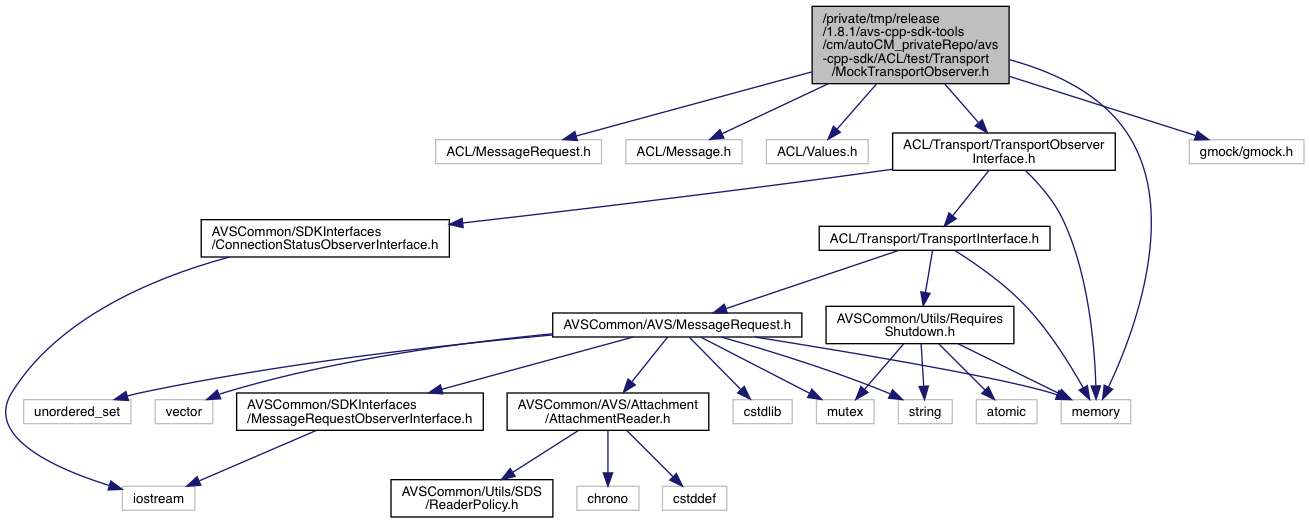 /private/tmp/release
/1.8.1/avs-cpp-sdk-tools
/cm/autoCM_privateRepo/avs
-cpp-sdk/ACL/test/Transport
/MockTransportObserver.h
ACL/MessageRequest.h
ACL/Message.h
ACL/Values.h
ACL/Transport/TransportObserver
Interface.h
gmock/gmock.h
AVSCommon/SDKInterfaces
/ConnectionStatusObserverInterface.h
ACL/Transport/TransportInterface.h
AVSCommon/AVS/MessageRequest.h
AVSCommon/Utils/Requires
Shutdown.h
unordered_set
vector
AVSCommon/SDKInterfaces
/MessageRequestObserverInterface.h
AVSCommon/AVS/Attachment
/AttachmentReader.h
cstdlib
mutex
string
atomic
memory
iostream
AVSCommon/Utils/SDS
/ReaderPolicy.h
chrono
cstddef